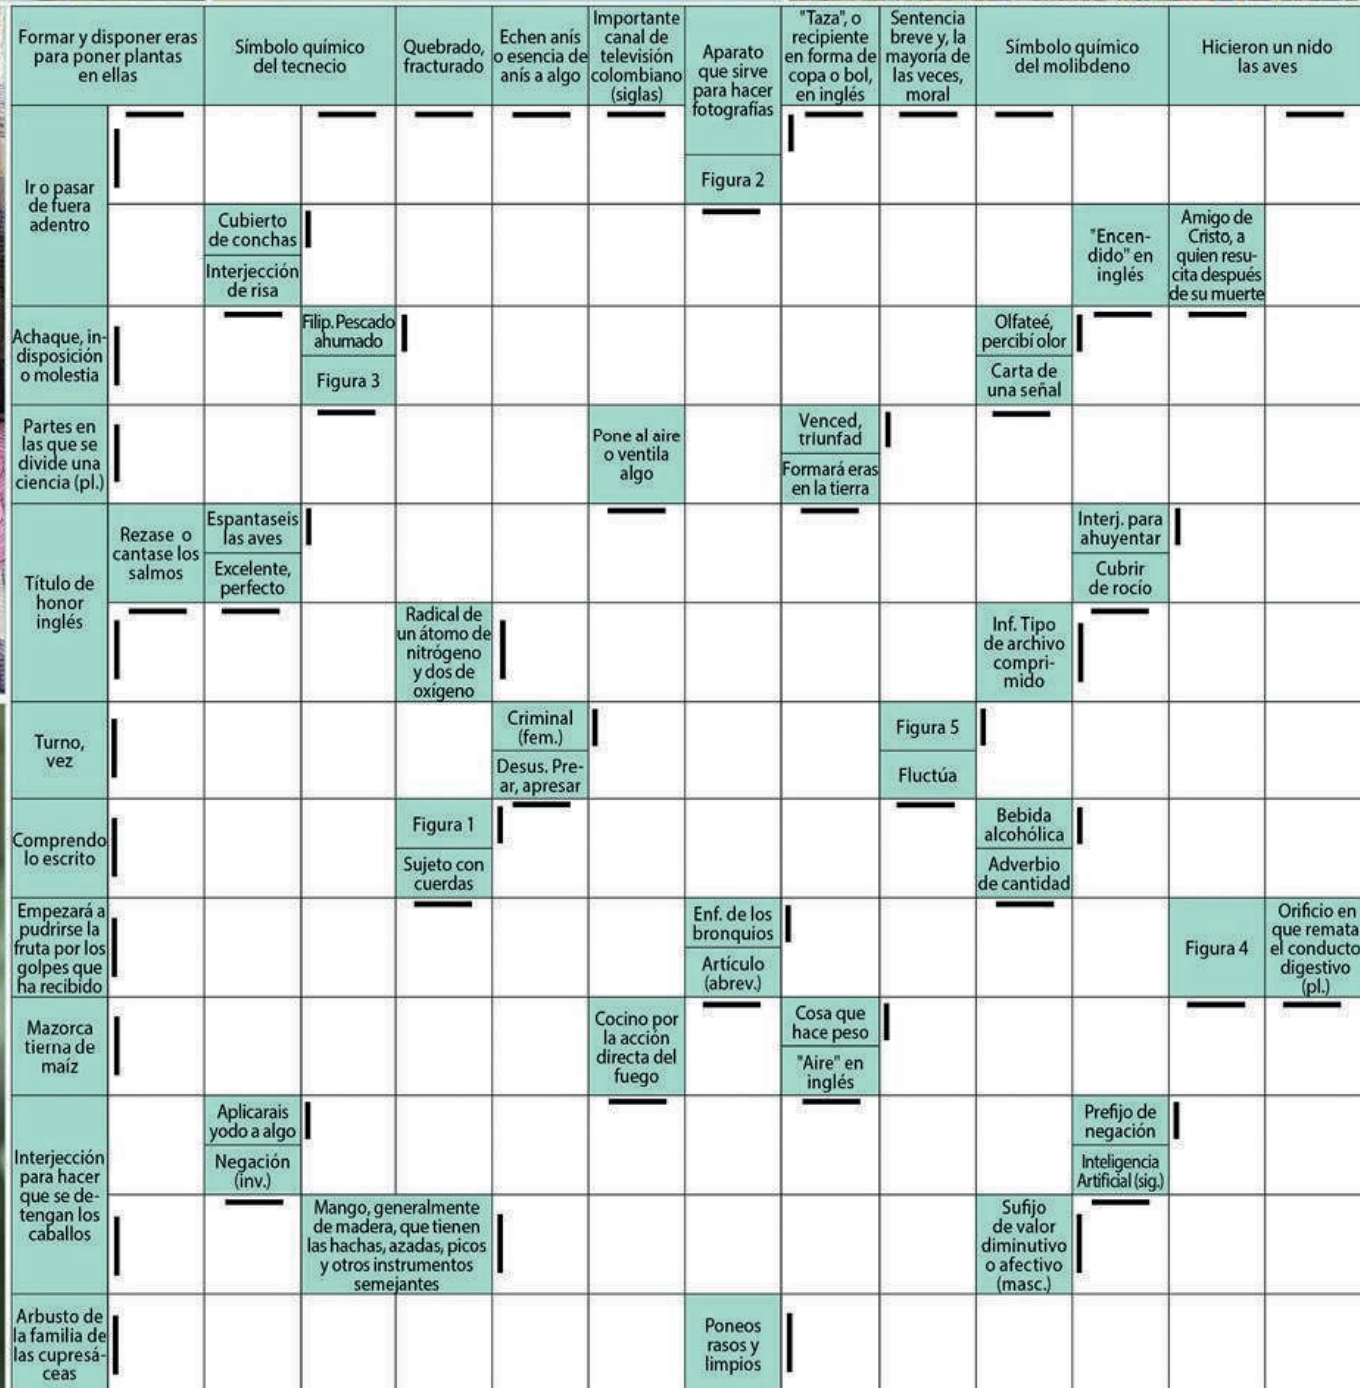 Formar y disponer eras
para poner plantas
en ellas
Símbolo químico
del tecnecio
Quebrado,
fracturado
Echen anís
o esencia de
anís a algo
Importante
canal de
televisión
colombiano
(siglas)
Aparato
que sirve
para hacer
fotografías
"Taza", o
recipiente
en forma de
copa o bol,
en inglés
Sentencia
breve y, la
mayoría de
las veces,
moral
Símbolo químico
del molibdeno
Hicieron un nido
las aves
Ir o pasar
de fuera
adentro
Figura 2
Cubierto
de conchas
Interjección
de risa
"Encen-
dido" en
inglés
Amigo de
Cristo, a
quien resu-
cita después
de su muerte
Achaque, in-
disposición
o molestia
Filip. Pescado
ahumado
Figura 3
Olfateé,
percibí olor
Carta de
una señal
Partes en
las que se
divide una
ciencia (pl.)
Pone al aire
o ventila
algo
Venced,
triunfad
Formará eras
en la tierra
Título de
honor
inglés
Rezase o
cantase los
salmos
Espantaseis
las aves
Excelente,
perfecto
Interj. para
ahuyentar
Cubrir
de rocío
Radical de
un átomo de
nitrógeno
y dos de
oxígeno
Inf. Tipo
de archivo
compri-
mido
Turno,
vez
Criminal
(fem.)
Desus. Pre-
ar, apresar
Figura 5
Fluctúa
Comprendo
lo escrito
Figura 1
Sujeto con
cuerdas
Bebida
alcohólica
Adverbio
de cantidad
Empezará a
pudrirse la
fruta por los
golpes que
ha recibido
Enf. de los
bronquios
Artículo
(abrev.)
Figura 4
Orificio en
que remata
el conducto
digestivo
(pl.)
Mazorca
tierna de
maíz
Cocino por
la acción
directa del
fuego
Cosa que
hace peso
"Aire" en
inglés
Interjección
para hacer
que se de-
tengan los
caballos
Aplicarais
yodo a algo
Negación
(inv.)
Prefijo de
negación
Inteligencia
Artificial (sig.)
Mango, generalmente
de madera, que tienen
las hachas, azadas, picos
y otros instrumentos
semejantes
Sufijo
de valor
diminutivo
o afectivo
(masc.)
Arbusto de
la familia de
las cupresá-
ceas
Poneos
rasos y
limpios